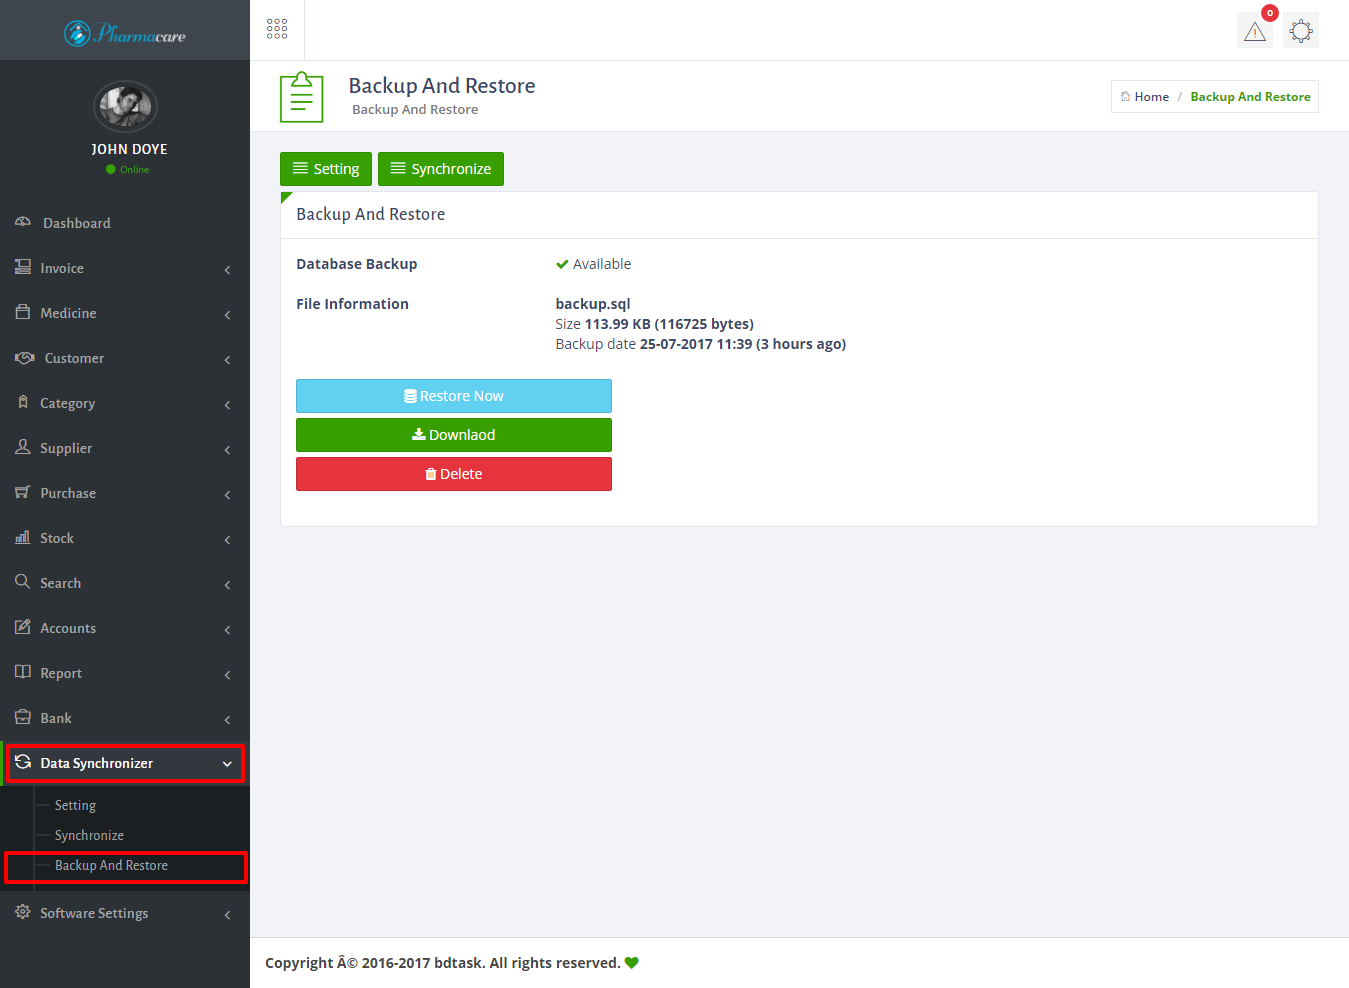 Pharmacare
0
Backup And Restore
Backup And Restore
Home / Backup And Restore
JOHN DOYE
Online
Dashboard
Invoice
Medicine
Customer
Category
Supplier
Purchase
Stock
Search
Accounts
Report
Bank
Data Synchronizer
Setting
Synchronize
Backup And Restore
Software Settings
Setting
Synchronize
Backup And Restore
Database Backup
Available
File Information
backup.sql
Size 113.99 KB (116725 bytes)
Backup date 25-07-2017 11:39 (3 hours ago)
Restore Now
Downlaod
Delete
Copyright Â© 2016-2017 bdtask. All rights reserved.